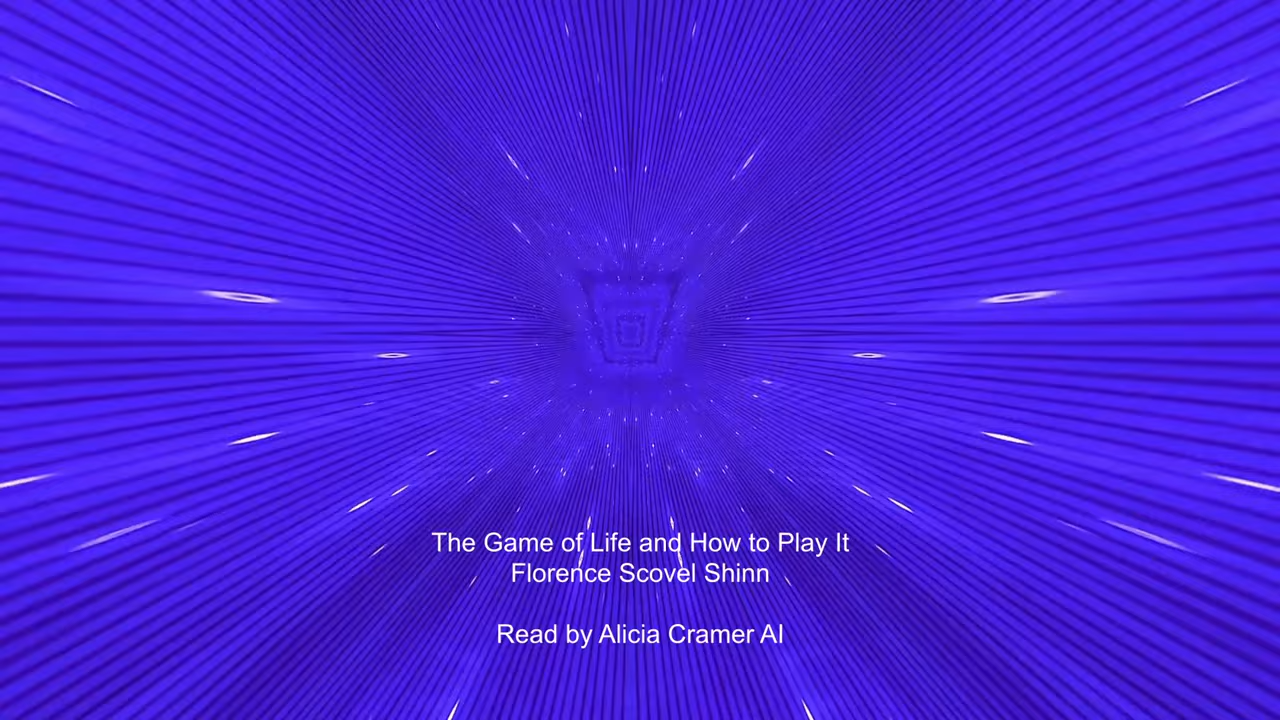 The Game of Life and How to Play It
Florence Scovel Shinn
Read by Alicia Cramer AI